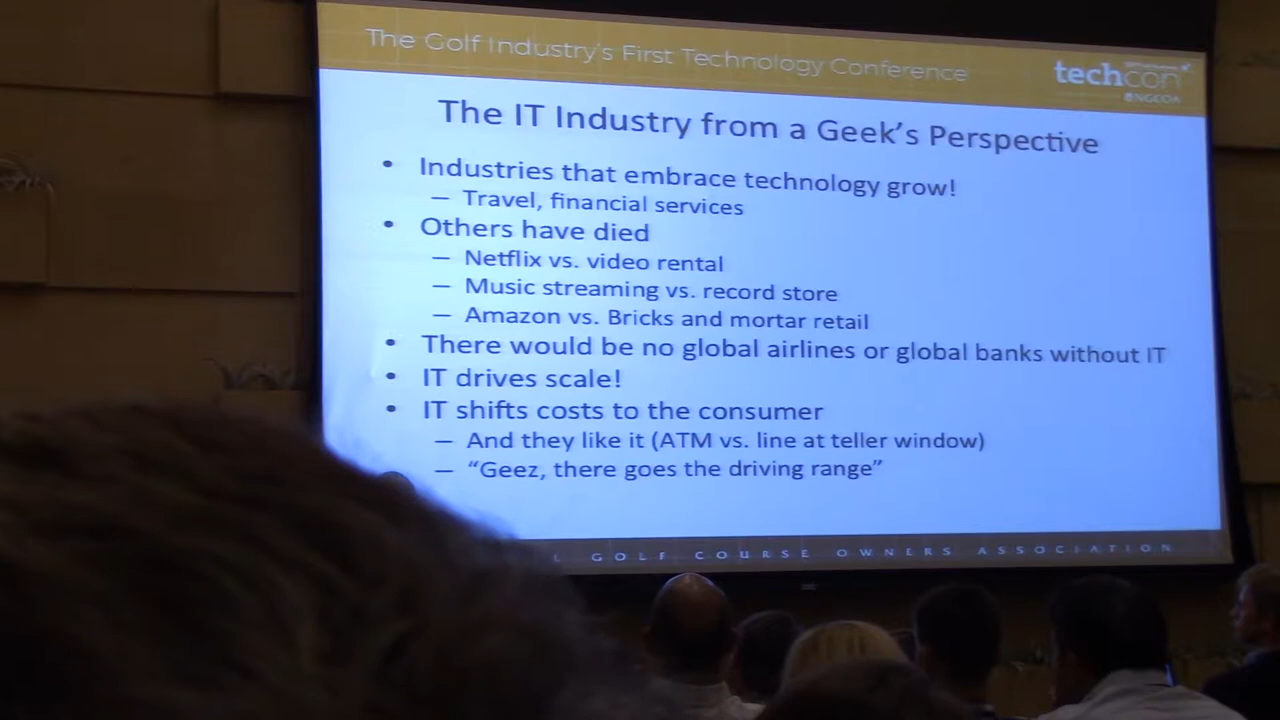 The Golf Industry's First Technology Conference
techcon
@NGCOA
The IT Industry from a Geek's Perspective
• Industries that embrace technology grow!
– Travel, financial services
• Others have died
– Netflix vs. video rental
– Music streaming vs. record store
– Amazon vs. Bricks and mortar retail
• There would be no global airlines or global banks without IT
• IT drives scale!
• IT shifts costs to the consumer
– And they like it (ATM vs. line at teller window)
– “Geez, there goes the driving range”
L GOLF COURSE OWNERS ASSOCIATION